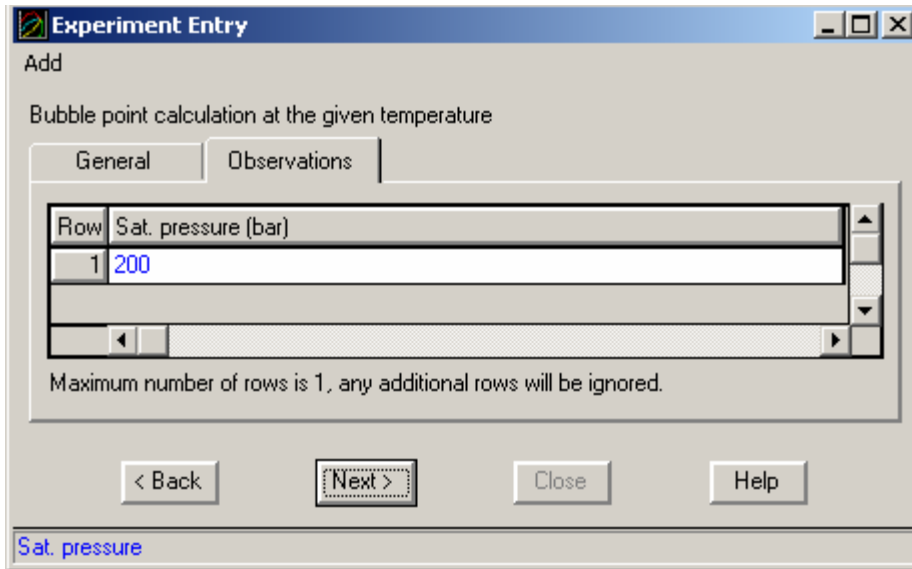 Experiment Entry
Add
Bubble point calculation at the given temperature
General Observations
Row Sat. pressure (bar)
1 200
Maximum number of rows is 1, any additional rows will be ignored.
< Back Next > Close Help
Sat. pressure